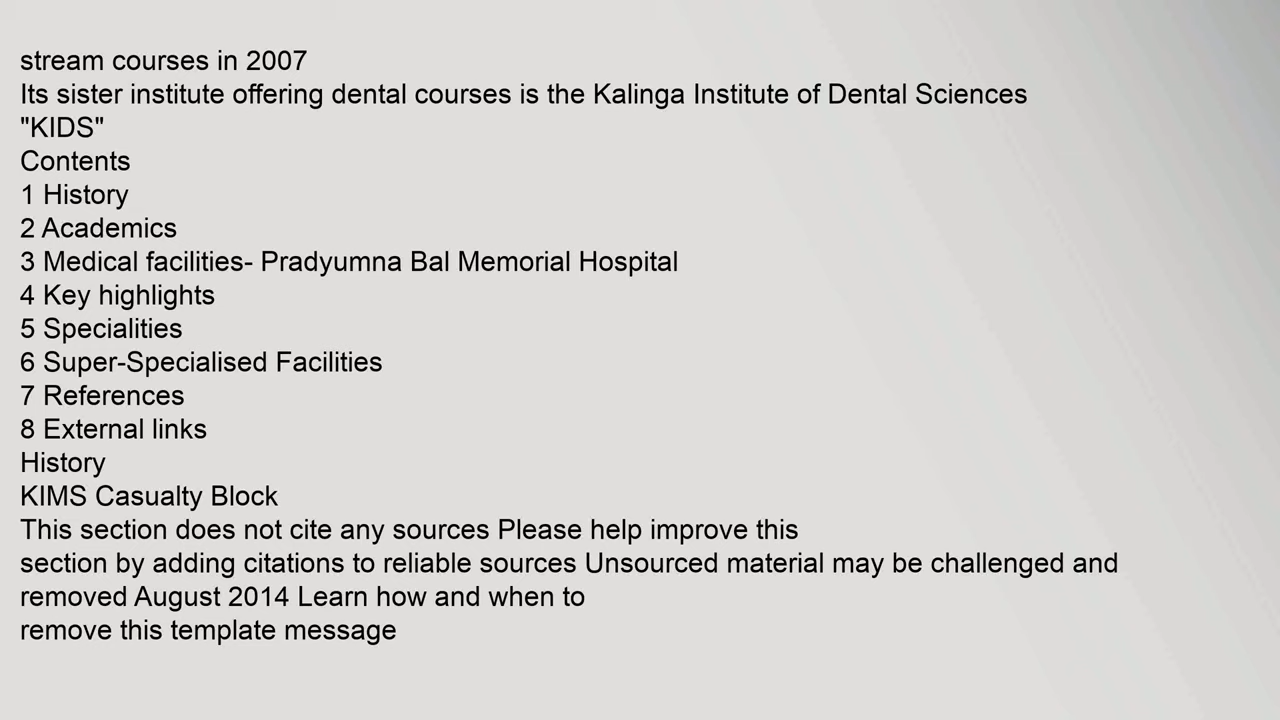 stream courses in 2007
Its sister institute offering dental courses is the Kalinga Institute of Dental Sciences
"KIDS"
Contents
1 History
2 Academics
3 Medical facilities- Pradyumna Bal Memorial Hospital
4 Key highlights
5 Specialities
6 Super-Specialised Facilities
7 References
8 External links
History
KIMS Casualty Block
This section does not cite any sources Please help improve this
section by adding citations to reliable sources Unsourced material may be challenged and
removed August 2014 Learn how and when to
remove this template message